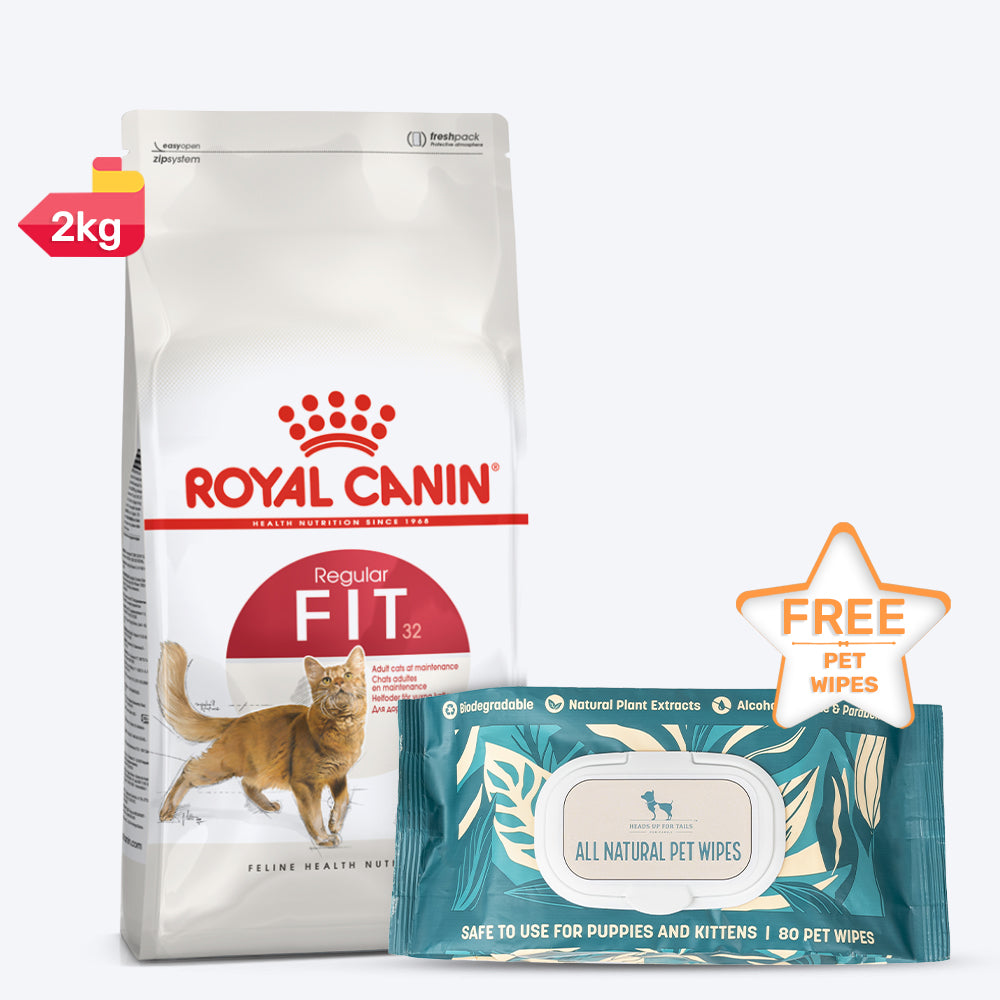 easyopen
zipsystem
freshpack
Protective atmosphere
2kg
ROYAL CANIN®
HEALTH NUTRITION SINCE 1968
Regular
FIT 32
Adult cats at maintenance
Chats adultes
en maintenance
FELINE HEALTH
FREE
PET
WIPES
Biodegradable
Natural Plant Extracts
HEADS UP FOR TAILS
ALL NATURAL PET WIPES
SAFE TO USE FOR PUPPIES AND KITTENS | 80 PET WIPES